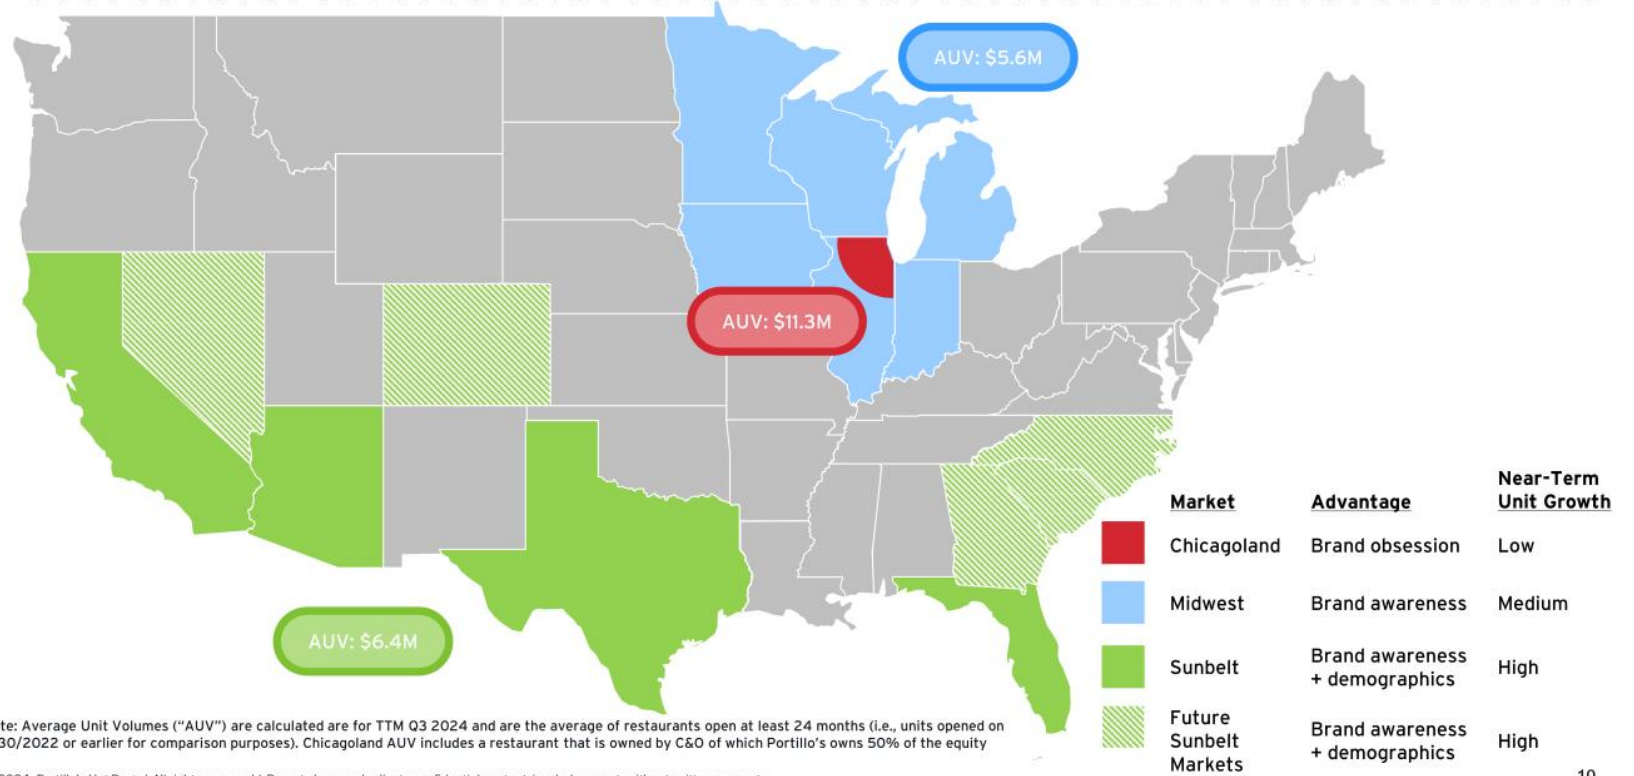 AUV: $5.6M
AUV: $11.3M
AUV: $6.4M
Market Advantage Near-Term Unit Growth
Chicagoland Brand obsession Low
Midwest Brand awareness Medium
Sunbelt Brand awareness + demographics High
Future Sunbelt Markets Brand awareness + demographics High
te: Average Unit Volumes (“AUV”) are calculated are for TTM Q3 2024 and are the average of restaurants open at least 24 months (i.e., units opened on
30/2022 or earlier for comparison purposes). Chicagoland AUV includes a restaurant that is owned by C&O of which Portillo’s owns 50% of the equity